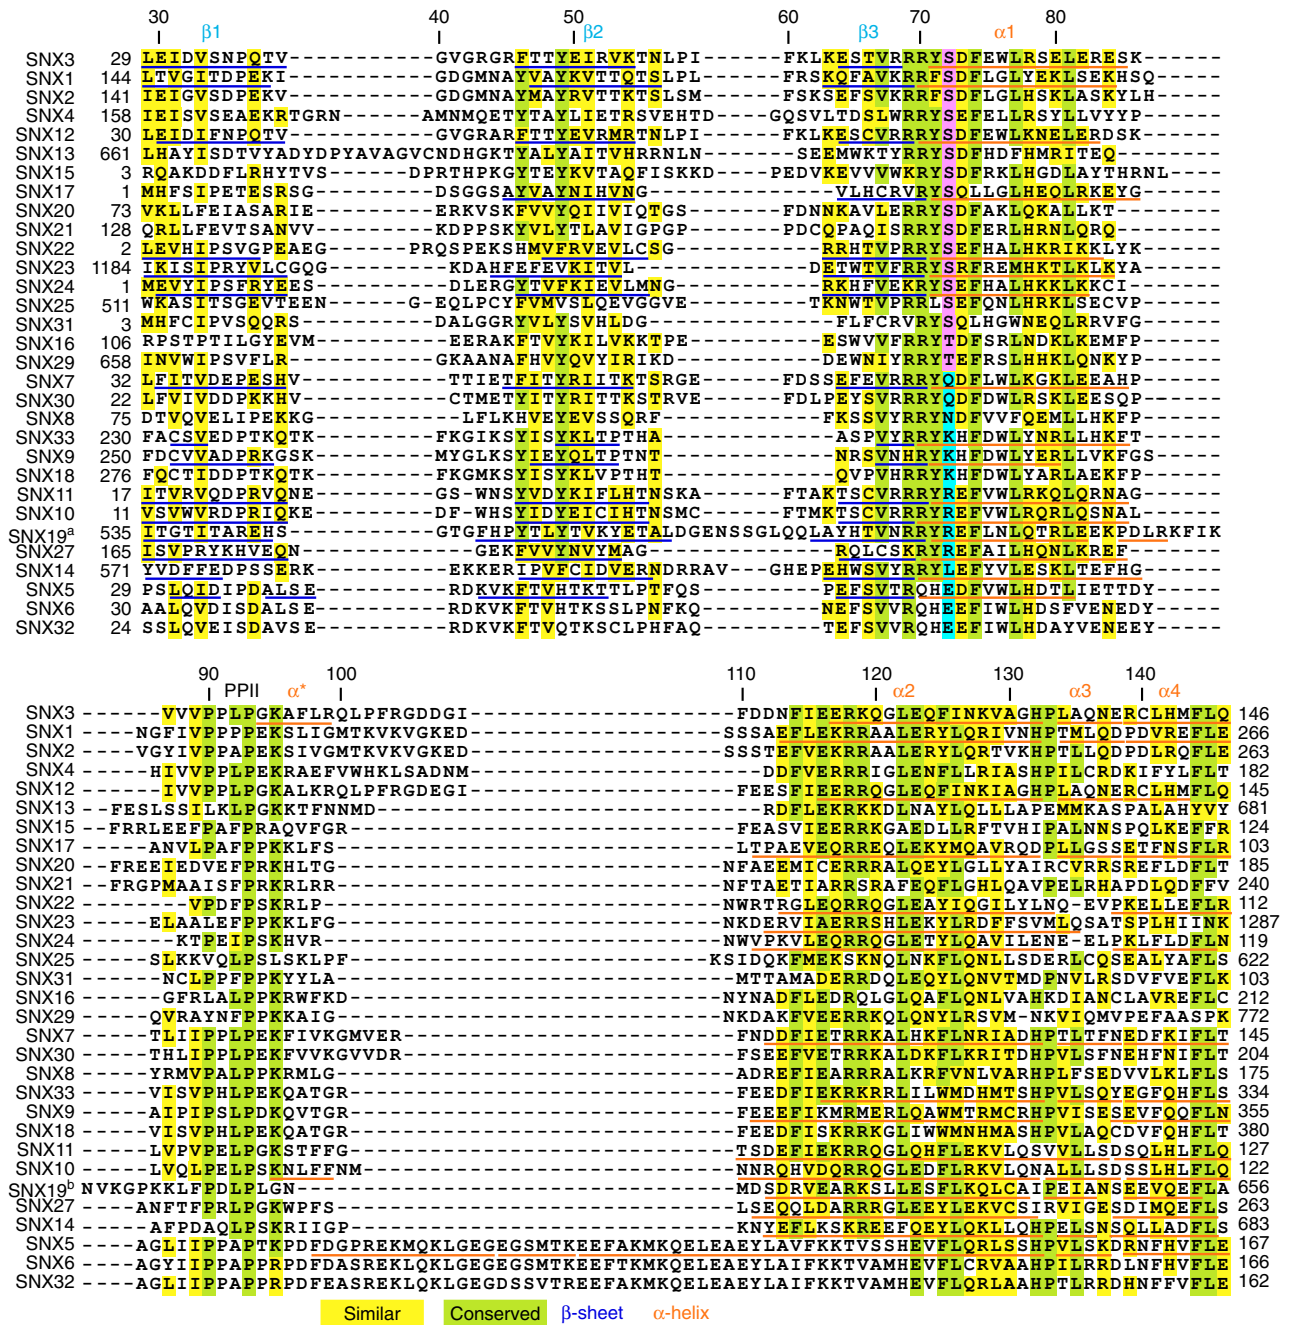 30 40 50 60 70 80
β1 β2 β3 α1
SNX3 29 LEIDVSNPQTV------------GVGRGRFTTYEIRVKTNLPI-------FKLKESTVRRRYSDFEWLRSELERESK------
SNX1 144 LTVGITDPEKI------------GDGMNAYVAYKVTTQTSLPL-------FRSKQFAVKRRFSDFLGLYEKLSEKHSQ-----
SNX2 141 IEIGVSDPEKV------------GDGMNAYMAYRVTTKTSLSM-------FSKSEFSVKRRFSDFLGLHSKLASKYLH-----
SNX4 158 IEISVSEAEKRTGRN--------AMNMQETYTAYLIETRSVEHTD-----GQSVLTDSLWRRYSEFELLRSYLLVYYP-----
SNX12 30 LEIDIFNPQTV------------GVGRARFTTYEVRMRTNLPI-------FKLKESCVRRRYSDFEWLKNELERDSK------
SNX13 661 LHAYISDTVYADYDPYAVAGVCNDHGKTYALYAITVHRRNLN---------SEEMWKTYRRYSDFHDFHMRITEQ--------
SNX15 3 RQAKDDFLRHYTVS---------DPRTHPKGYTEYKVTAQFISKKD----PEDVKEVVVWKRYSDFRKLHGDLAYTHRNL----
SNX17 1 MHFSIPETESRSG----------DSGGSAYVAYNIHVNG--------------VLHCRVRYSQLLGLHEQLRKEYG------
SNX20 73 VKLLFEIASARIE----------ERKVSKFVVYQIIVIQTGS-------FDNNKAVLERRYSDFAKLQKALLKT--------
SNX21 128 QRLLFEVTSANVV----------KDPPSKYVLYTLAVIGPGP-------PDCQPAQISRRYSDFERLHRNLQRQ--------
SNX22 2 LEVHIPSVGPEAEG-------PRQSPEKSHMVFRVEVLCSG-----------RRHTVPRRYSEFHALHKRIKKLYK------
SNX23 1184 IKISIPRYVLCGQG----------KDAHFEFEVKITVL--------------DETWTVFRRYSRFREMHKTLKLKYA------
SNX24 1 MEVYIPSFRYEES-----------DLERGYTVFKIEVLMNG-----------RKHFVEKRYSEFHALHKKLKKCI-------
SNX25 511 WKASITSGEVTEEN-------G-EQLPCYFVMVSLQEVGGVE---------TKNWTVPRRLSEFQNLHRKLSECVP------
SNX31 3 MHFCIPVSQQRS-----------DALGGRYVLYSVHLDG--------------FLFCRVRYSQLHGWNEQLRRVFG------
SNX16 106 RPSTPTILGYEVM----------EERAKFTVYKILVKKTPE----------ESWVVFRRYTDFSRLNDKLKEMFP------
SNX29 658 INVWIPSVFLR------------GKAANAFHVYQVYIRIKD----------DEWNIYRRYTEFRSLHHKLQNKYP------
SNX7 32 LFITVDEPESHV-----------TTIETFITYRIITKTSRGE------FDSSEFEVRRRYQDFLWLKGKLEEAHP------
SNX30 22 LFVIVDDPKKHV-----------CTMETYITYRITTKSTRVE------FDLPEYSVRRRYQDFDWLRSKLEESQP------
SNX8 75 DTVQVELIPEKKG-----------LFLKHVEYEVSSQRF------------FKSSVYRRYNDFVVFQEMLLHKFP------
SNX33 230 FACSVEDPTKQTK----------FKGIKSYISYKLTPTHA------------ASPVYRRYKHFDWLYNRLLHKFT------
SNX9 250 FDCVVADPRKGSK----------MYGLKSYIEYQLTPTNT------------NRSVNHRYKHFDWLYERLLVKFGS-----
SNX18 276 FQCTIDDPTKQTK----------FKGMKSYISYKLVPTHT------------QVPVHRRYKHFDWLYARLAEKFP------
SNX11 17 ITVRVQDPRVQNE----------GS-WNSYVDYKIFLHTNSKA------FTAKTSCVRRRYREFVWLRKQLQRNAG------
SNX10 11 VSVWVRDPRIQKE----------DF-WHSYIDYEICIHTNSMC------FTMKTSCVRRRYREFVWLRQRLQSNAL------
SNX19a 535 ITGTITAREHS------------GTGFHPYTLYTVKYETALDGENSSGLQQLAYHTVNRRYREFLNLQTRLEEKPDLRKFIK
SNX27 165 ISVPRYKHVEQN-------------GEKFVVYNVYMAG--------------RQLCSKRYREFAILHQNLKREF-------
SNX14 571 YVDFFEDPSSERK----------EKKERIPVFCIDVERNDRRAV----GHEPEHWSVYRRYLEFYVLESKLTEFHG-----
SNX5 29 PSLQIDIPDALSE----------RDKVKFTVHTKTTLPTFQS---------PEFSVTRQHEDFVWLHDTLIETTDY-----
SNX6 30 AALQVDISDALSE----------RDKVKFTVHTKSSLPNFKQ---------NEFSVVRQHEEFIWLHDSFVENEDY-----
SNX32 24 SSLQVEISDAVSE----------RDKVKFTVQTKSCLPHFAQ---------TEFSVVRQHEEFIWLHDAYVENEEY-----
90 100 110 120 130 140
PPII α* α2 α3 α4
SNX3 ------VVVPPLPGKAFLRQLPFRGDDGI--------------------FDDNFIEERKQGLEQFINKVAGHPLAQNERCLHMFLQ 146
SNX1 ----NGFIVPPPPEKSLIGMTKVKVGKED-------------------SSSAEFLEKRRAALERYLQRIVNHPTMLQDPDVREFLE 266
SNX2 ----VGYIVPPAPEKSIVGMTKVKVGKED-------------------SSSTEFVEKRRAALERYLQRTVKHPTLLQDPDLRQFLE 263
SNX4 -----HIVVPPLPEKRAEFVWHKLSADNM----------------------DDFVERRRIGLENFLLRIASHPILCRDKIFYLFLT 182
SNX12 ------IVVPPLPGKALKRQLPFRGDEGI--------------------FEESFIEERRQGLEQFINKIAGHPLAQNERCLHMFLQ 145
SNX13 --FESLSSILKLPGKKTFNNMD-----------------------------RDFLEKRKKDLNAYLQLLLAPEMMKASPALAHYVY 681
SNX15 --FRRLEEFPAFPRAQVFGR-----------------------------FEASVIEERRKGAEDLLRFTVHIPALNNSPQLKEFFR 124
SNX17 -----ANVLPAFPPKKLFS-------------------------------LTPAEVEQRREQLEKYMQAVRQDPLLGSSETFNSFLR 103
SNX20 --FREEIEDVEFPRKHLTG-----------------------------NFAEEMICERRRALQEYLGLLYAIRCVRRSREFLDFLT 185
SNX21 --FRGPMAAISFPRKRLRR-----------------------------NFTAETIARRSRAFEQFLGHLQAVPELRHAPDLQDFFV 240
SNX22 --------VPDFPSKRLP------------------------------NWRTRGLEQRRQGLEAYIQGILYLNQ-EVPKELLEFLR 112
SNX23 -----ELAALEFPPKKLFG-----------------------------NKDERVIAERRSHLEKYLRDFFSVMLQSATSPLHIINK 1287
SNX24 -------KTPEIPSKHVR------------------------------NWVPKVLEQRRQGLETYLQAVILENE-ELPKLFLDFLN 119
SNX25 -----SLKKVQLPSLSKLPF----------------------------KSIDQKFMEKSKNQLNKFLQNLLSDERLCQSEALYAFLS 622
SNX31 ------NCLPPFPPKYYLA------------------------------MTTAMADERRDQLEQYLQNVTMDPNVLRSDVFVEFLK 103
SNX16 ------GFRLALPPKRWFKD-----------------------------NYNADFLEDRQLGLQAFLQNLVAHKDIANCLAVREFLC 212
SNX29 -----QVRAYNFPPKKAIG-----------------------------NKDAKFVEERRKQLQNYLRSVM-NKVIQMVPEFAASPK 772
SNX7 -----TLIIPPLPEKFIVKGMVER-------------------------FNDDFIETRRKALHKFLNRIADHPTLTFNEDFKIFLT 145
SNX30 -----THLIPPLPEKFVVKGVVDR-------------------------FSEEFVETRRKALDKFLKRITDHPVLSFNEHFNIFLT 204
SNX8 -----YRMVPALPPKRMLG------------------------------ADREFIEARRRALKRFVNLVARHPLFSEDVVLKLFLS 175
SNX33 -----VISVPHLPEKQATGR-----------------------------FEEDFIEKRKRRLILWMDHMTSHPVLSQYEGFQHFLS 334
SNX9 -----AIPIPSLPDKQVTGR-----------------------------FEEEFIKMRMERLQAWMTRMCRHPVISESEVFQQFLN 355
SNX18 -----VISVPHLPEKQATGR-----------------------------FEEDFISKRRKGLIWWMNHMASHPVLAQCDVFQHFLT 380
SNX11 -----LVPVPELPGKSTFFG-----------------------------TSDEFIEKRRQGLQHFLEKVLQSVVLLSDSQLHLFLQ 127
SNX10 -----LVQLPELPSKNLFFNM----------------------------NNRQHVDQRRQGLEDFLRKVLQNALLLSDSSLHLFLQ 122
SNX19b NVKGPKKLFPDLPLGN---------------------------------MDSDRVEARKSLLESFLKQLCAIPEIANSEEVQEFLA 656
SNX27 -----ANFTFPRLPGKWPFS-----------------------------LSEQQLDARRRGLEEYLEKVCSIRVIGESDIMQEFLS 263
SNX14 -----AFPDAQLPSKRIIGP-----------------------------KNYEFLKSKREEFQEYLQKLLQHPELSNSQLLADFLS 683
SNX5 ----AGLIIPPAPTKPDFDGPREKMQKLGEGEGSMTKEEFAKMKQELEAEYLAVFKKTVSSHEVFLQRLSSHPVLSKDRNFHVFLE 167
SNX6 ----AGYIIPPAPPRPDFDASREKLQKLGEGEGSMTKEEFTKMKQELEAEYLAIFKKTVAMHEVFLCRVAAHPILRRDLNFHVFLE 166
SNX32 ----AGLIIPPAPPRPDFEASREKLQKLGEGDSSVTREEFAKMKQELEAEYLAIFKKTVAMHEVFLQRLAAHPTLRRDHNFFVFLE 162
Similar Conserved β-sheet α-helix